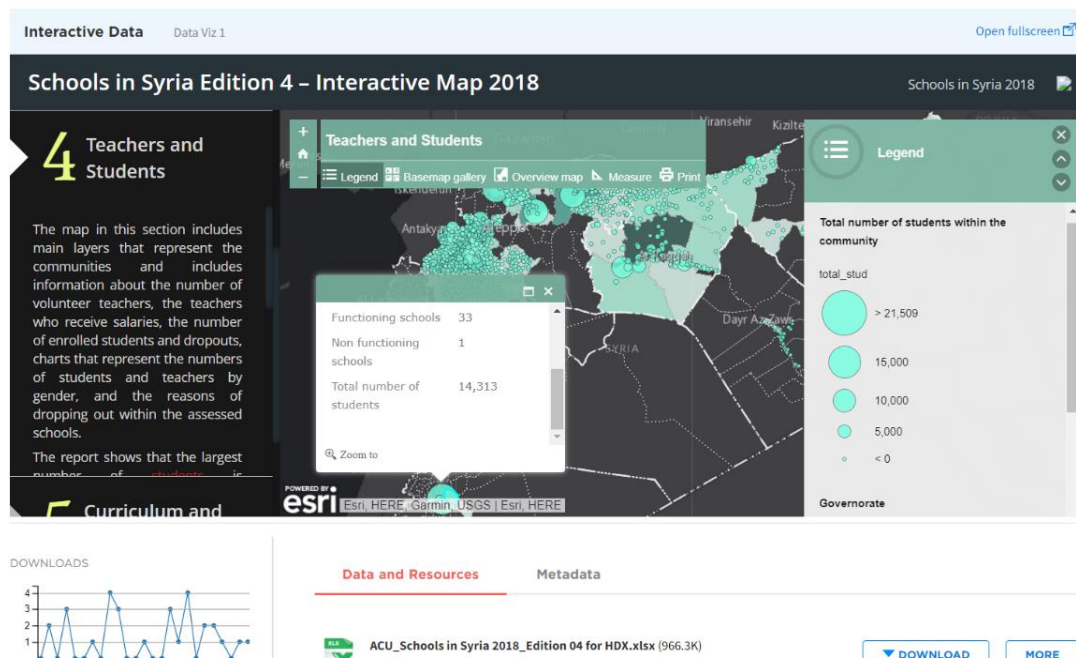 Interactive Data
Data Viz 1
Open fullscreen
Schools in Syria Edition 4 – Interactive Map 2018
Schools in Syria 2018
4 Teachers and
Students
The map in this section includes
main layers that represent the
communities and includes
information about the number of
volunteer teachers, the teachers
who receive salaries, the number
of enrolled students and dropouts,
charts that represent the numbers
of students and teachers by
gender, and the reasons of
dropping out within the assessed
schools.
The report shows that the largest
number of students is
Curriculum and
+
−
Teachers and Students
Legend
Basemap gallery
Overview map
Measure
Print
Viransehir
Antakya
Dayr Az Zawr
SYRIA
Functioning schools 33
Non functioning 1
schools
Total number of 14,313
students
Zoom to
POWERED BY
esri
Esri, HERE, Garmin, USGS | Esri, HERE
Legend
Total number of students within the
community
total_stud
> 21,509
15,000
10,000
5,000
< 0
Governorate
DOWNLOADS
4
3
2
1
Data and Resources
Metadata
XLS
ACU_Schools in Syria 2018_Edition 04 for HDX.xlsx (966.3K)
DOWNLOAD
MORE